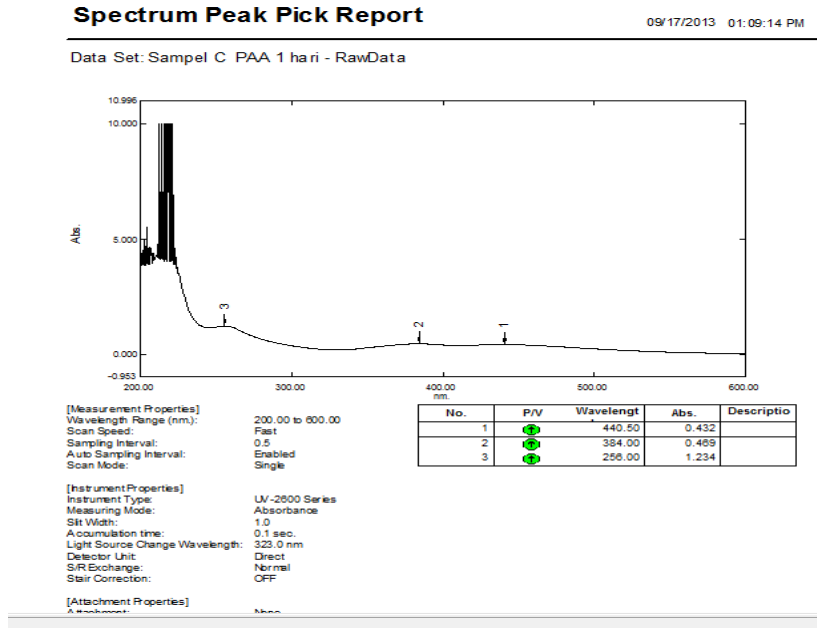 Spectrum Peak Pick Report
09/17/2013 01:09:14 PM
Data Set: Sampel C PAA 1 hari - RawData
10.996
10.000
Abs.
5.000
0.000
-0.953
3
2
1
200.00 300.00 400.00 500.00 600.00
nm.
[Measurement Properties]
Wavelength Range (nm.): 200.00 to 600.00
Scan Speed: Fast
Sampling Interval: 0.5
Auto Sampling Interval: Enabled
Scan Mode: Single
No. P/V Wavelengt Abs. Descriptio
1 440.50 0.432
2 384.00 0.469
3 256.00 1.234
[Instrument Properties]
Instrument Type: UV-2600 Series
Measuring Mode: Absorbance
Slit Width: 1.0
Accumulation time: 0.1 sec.
Light Source Change Wavelength: 323.0 nm
Detector Unit: Direct
S/R Exchange: Normal
Stair Correction: OFF
[Attachment Properties]
Attachment: None